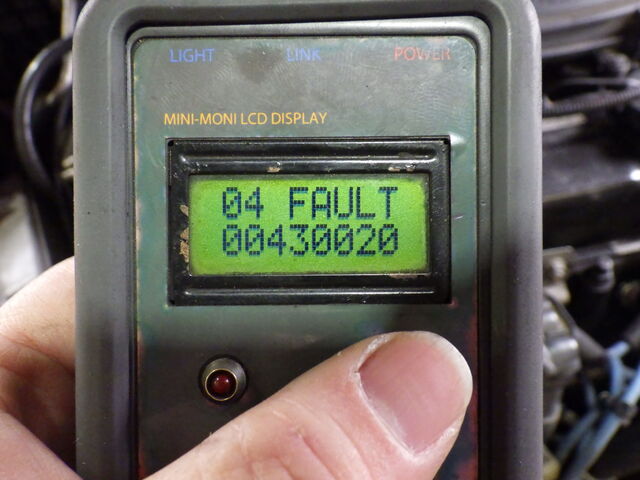 LIGHT LINK POWER
MINI-MONI LCD DISPLAY
04 FAULT
00430020